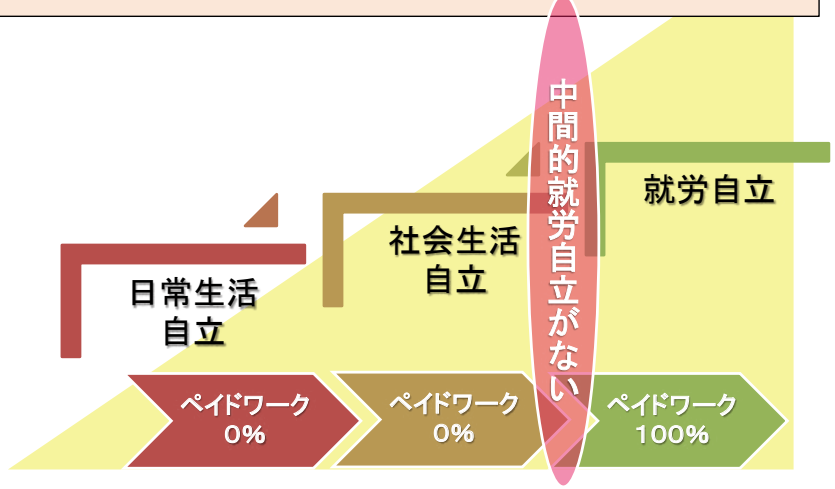 中間的就労自立がない
就労自立
社会生活
自立
日常生活
自立
ペイドワーク
0%
ペイドワーク
0%
ペイドワーク
100%